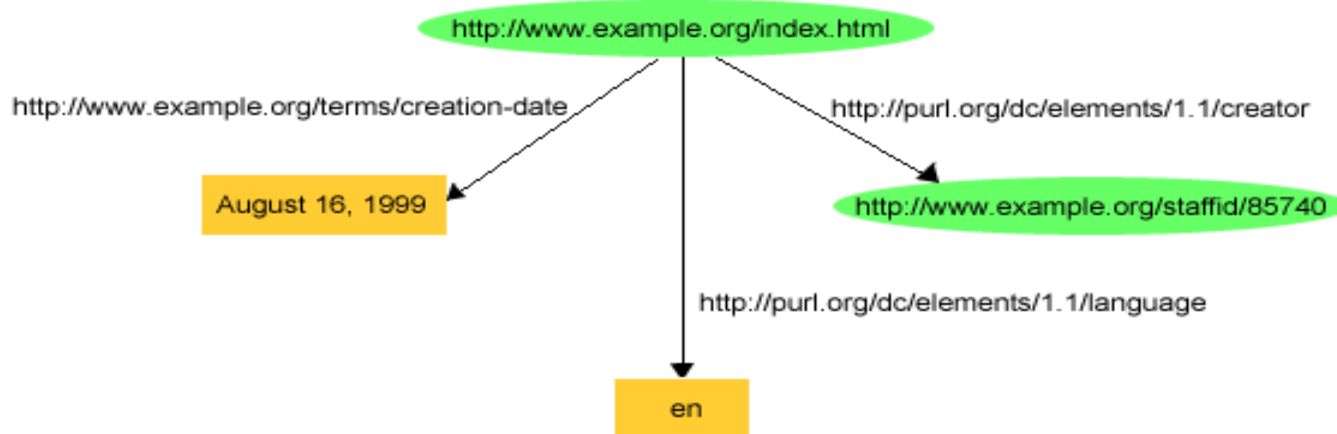 http://www.example.org/index.html
http://www.example.org/terms/creation-date
http://purl.org/dc/elements/1.1/creator
August 16, 1999
http://www.example.org/staffid/85740
http://purl.org/dc/elements/1.1/language
en